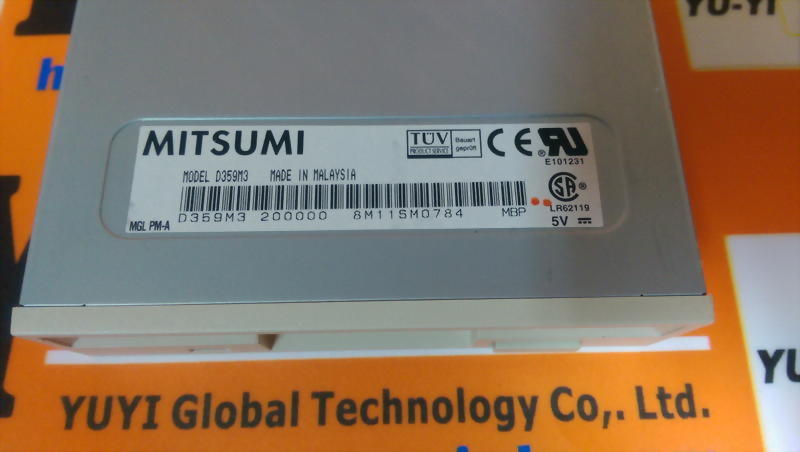 YU-YI
h
MITSUMI
TÜV
PRODUCT SERVICE
Bauart
geprüft
CE
E101231
MODEL D359M3 MADE IN MALAYSIA
D359M3 200000 8M11SM0784 MBP
LR62119
MGL PM-A
5V
YU
YUYI Global Technology Co,. Ltd.